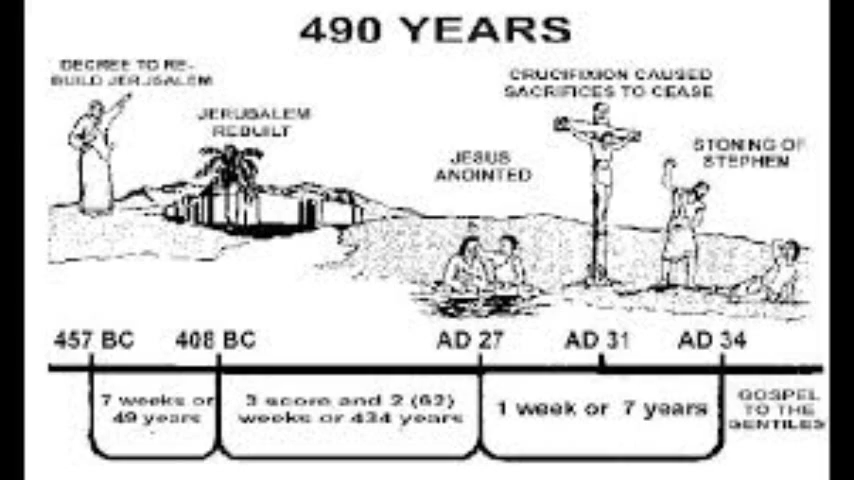 490 YEARS
DECREE TO RE-
BUILD JERUSALEM
JERUSALEM
REBUILT
JESUS
ANOINTED
CRUCIFIXION CAUSED
SACRIFICES TO CEASE
STONING OF
STEPHEN
457 BC
408 BC
AD 27
AD 31
AD 34
7 weeks or
49 years
3 score and 2 (62)
weeks or 434 years
1 week or 7 years
GOSPEL
TO THE
GENTILES